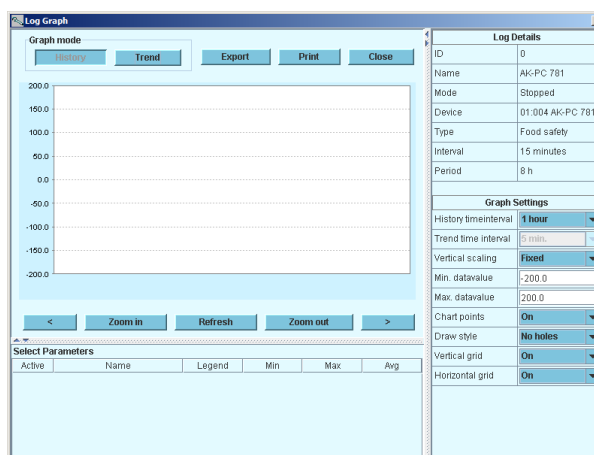 Log Graph
Graph mode
History Trend Export Print Close
200.0
150.0
100.0
50.0
0.0
-50.0
-100.0
-150.0
-200.0
< Zoom in Refresh Zoom out >
Select Parameters
Active Name Legend Min Max Avg
Log Details
ID 0
Name AK-PC 781
Mode Stopped
Device 01:004 AK-PC 781
Type Food safety
Interval 15 minutes
Period 8 h
Graph Settings
History timeinterval 1 hour
Trend time interval 5 min.
Vertical scaling Fixed
Min. datavalue -200.0
Max. datavalue 200.0
Chart points On
Draw style No holes
Vertical grid On
Horizontal grid On